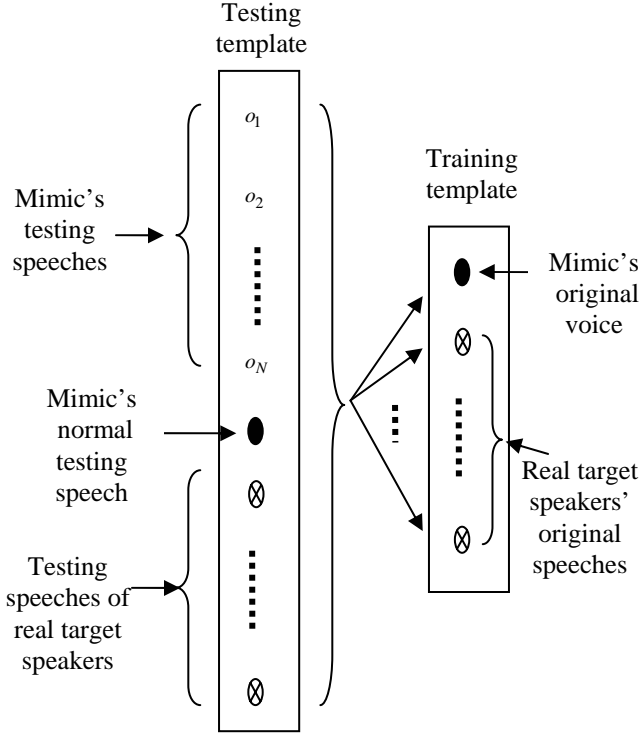 Testing
template
Mimic's
testing
speeches
o1
o2
oN
Mimic's
normal
testing
speech
Testing
speeches of
real target
speakers
Training
template
Mimic's
original
voice
Real target
speakers'
original
speeches